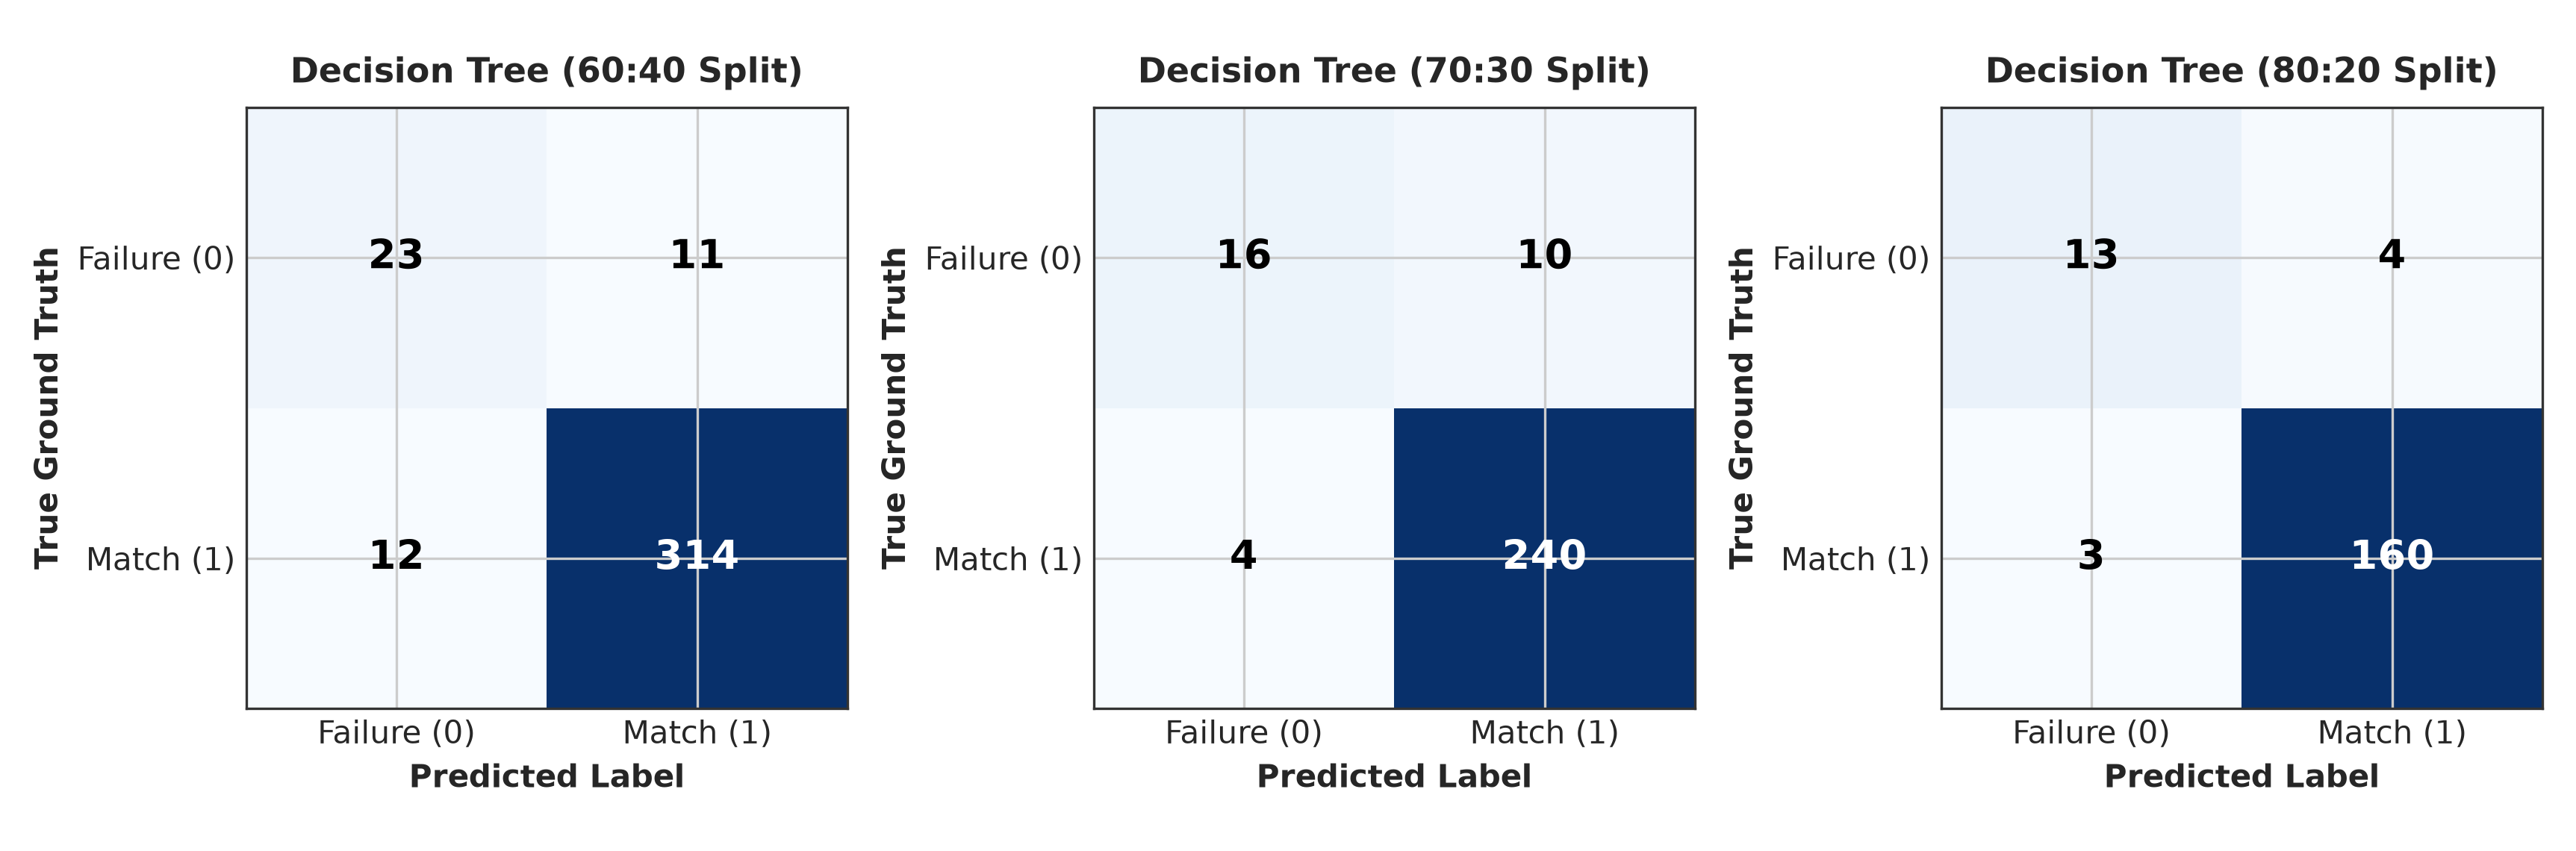 Decision Tree (60:40 Split)
True Ground Truth
Failure (0)
23
11
Match (1)
12
314
Failure (0)
Match (1)
Predicted Label
Decision Tree (70:30 Split)
True Ground Truth
Failure (0)
16
10
Match (1)
4
240
Failure (0)
Match (1)
Predicted Label
Decision Tree (80:20 Split)
True Ground Truth
Failure (0)
13
4
Match (1)
3
160
Failure (0)
Match (1)
Predicted Label